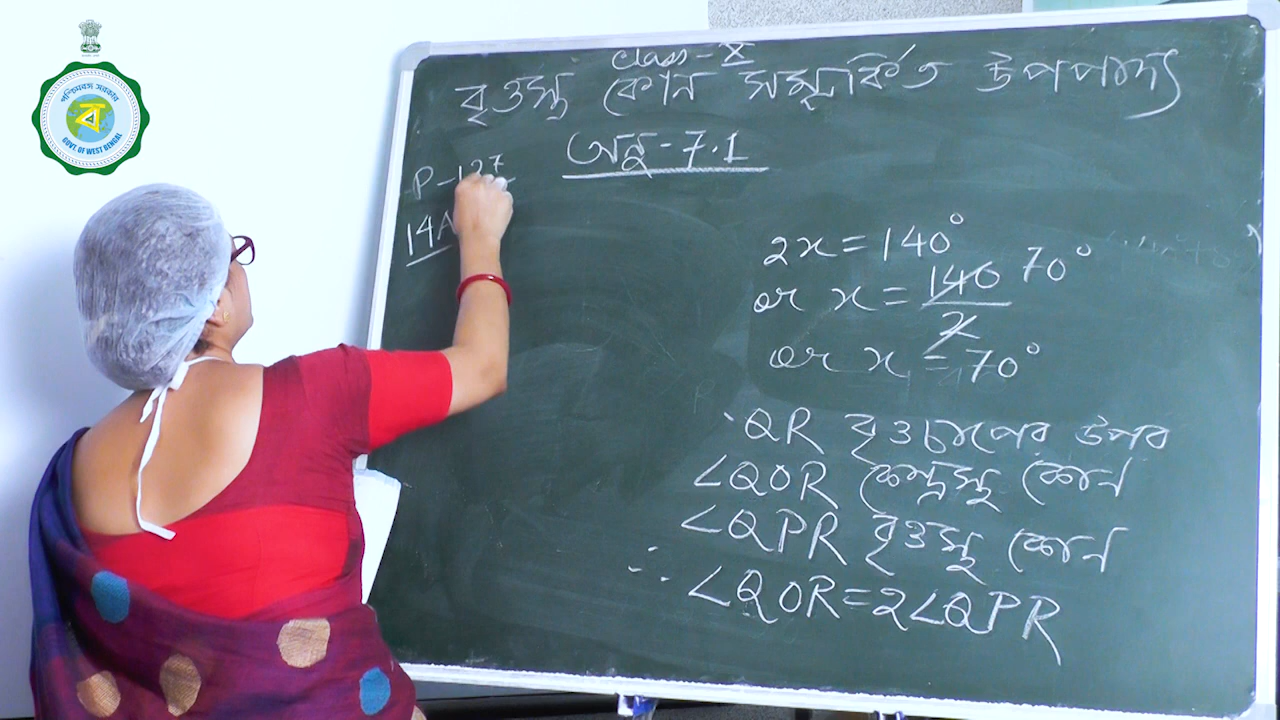 পশ্চিমবঙ্গ সরকার
ব
GOVT. OF WEST BENGAL
Class - X
বৃত্তস্থ কোন সম্পর্কিত উপপাদ্য
অনু - 7.1
P - 127
14A
2x = 140°
or x = 140/2 70°
or x = 70°
QR বৃত্তচাপের উপর
∠QOR কেন্দ্রস্থ কোন
∠QPR বৃত্তস্থ কোন
∴ ∠QOR = 2∠QPR